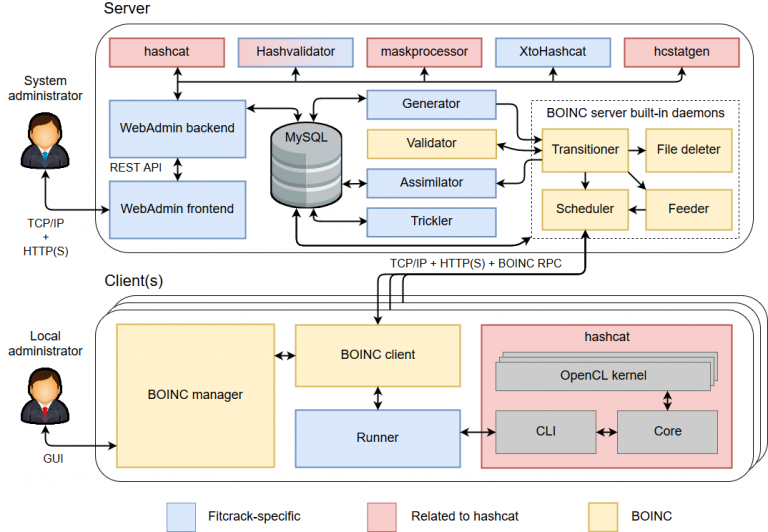 Server
hashcat
Hashvalidator
maskprocessor
XtoHashcat
hcstatgen
System
administrator
WebAdmin backend
REST API
WebAdmin frontend
TCP/IP
+
HTTP(S)
MySQL
Generator
Validator
Assimilator
Trickler
BOINC server built-in daemons
Transitioner
File deleter
Scheduler
Feeder
TCP/IP + HTTP(S) + BOINC RPC
Client(s)
Local
administrator
GUI
BOINC manager
BOINC client
Runner
hashcat
OpenCL kernel
CLI
Core
Fitcrack-specific
Related to hashcat
BOINC